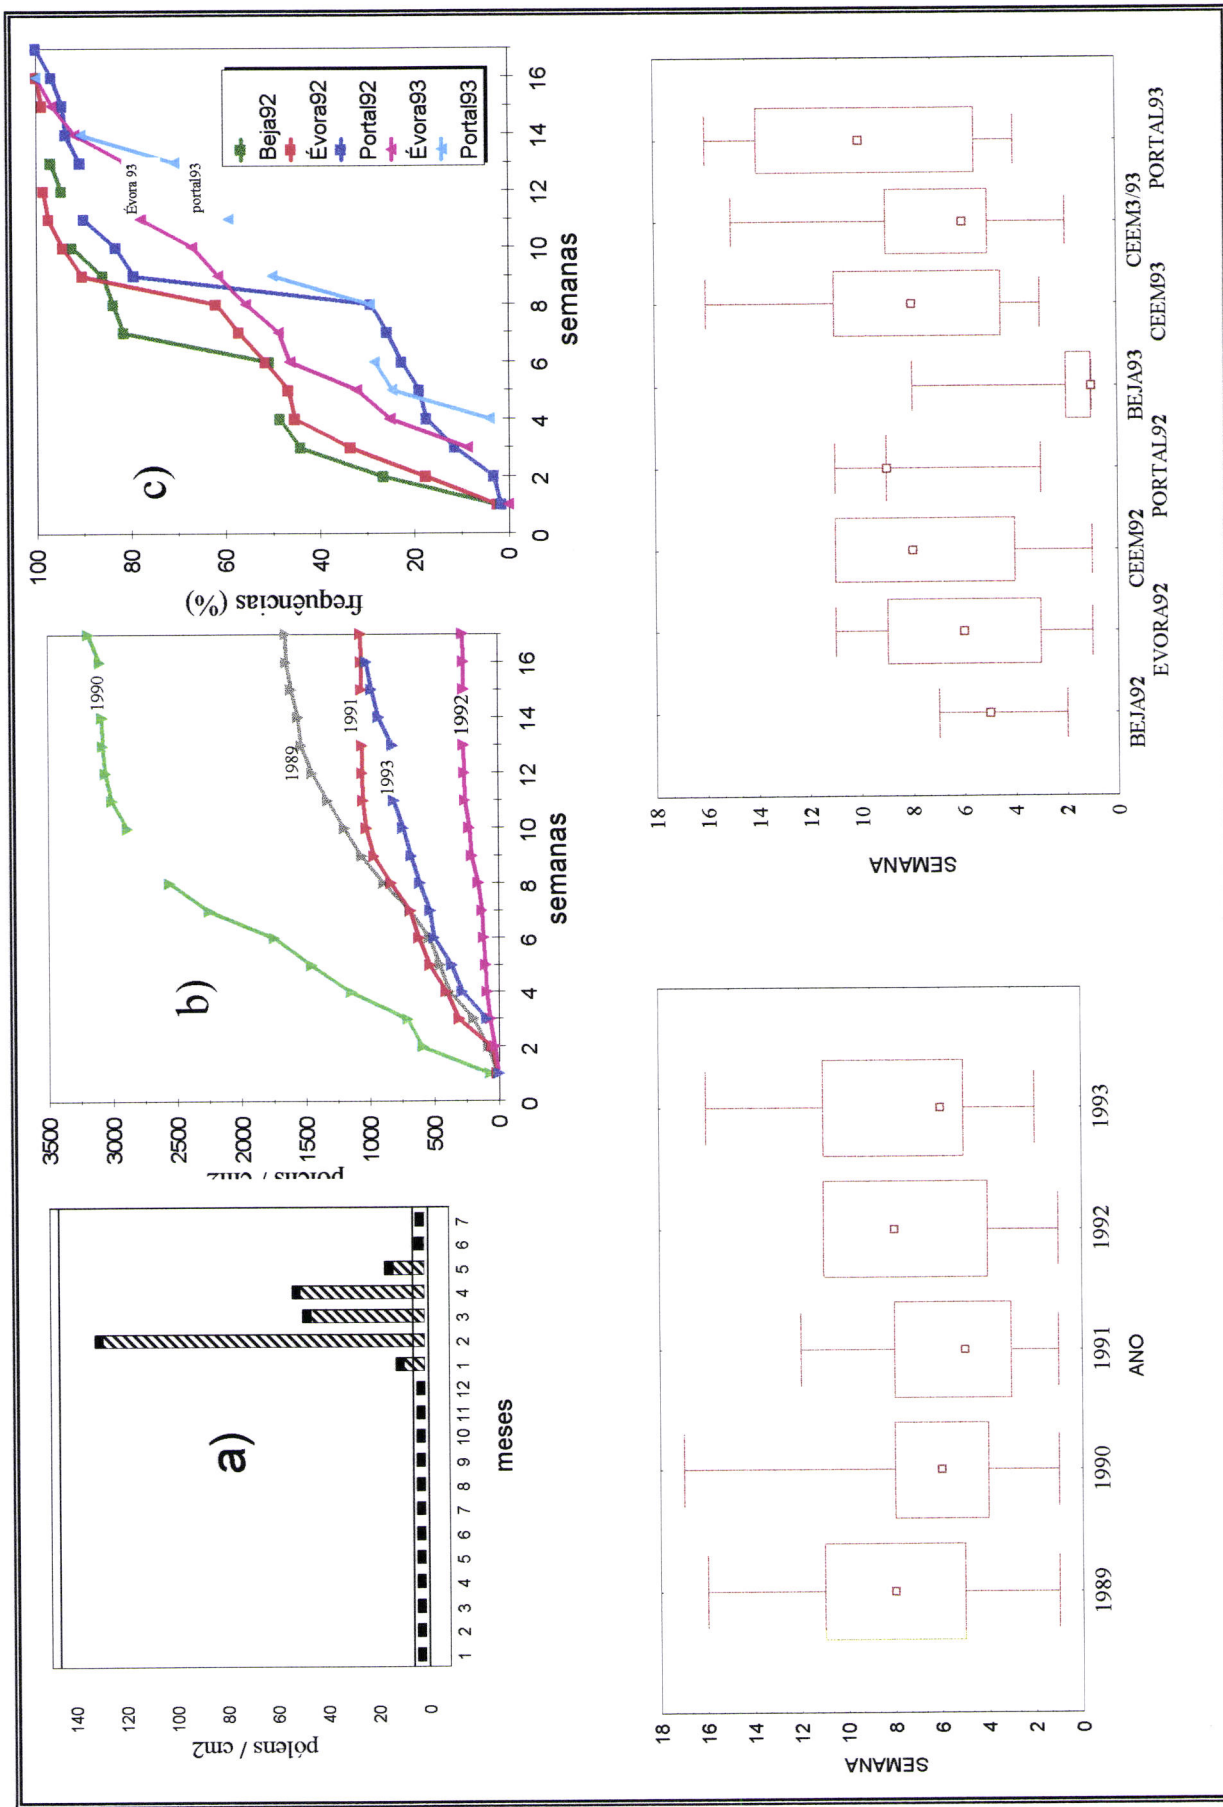 a)
pólens / cm2
140
120
100
80
60
40
20
0
1 2 3 4 5 6 7 8 9 10 11 12 1 2 3 4 5 6 7
meses
b)
pólens / cm2
3500
3000
2500
2000
1500
1000
500
0
1990
1989
1991
1993
1992
0 2 4 6 8 10 12 14 16
semanas
c)
frequências (%)
100
80
60
40
20
0
Évora 93
portal93
Beja92
Évora92
Portal92
Évora93
Portal93
0 2 4 6 8 10 12 14 16
semanas
SEMANA
18
16
14
12
10
8
6
4
2
0
1989 1990 1991 1992 1993
ANO
SEMANA
18
16
14
12
10
8
6
4
2
0
BEJA92 CEEM92 BEJA93 CEEM3/93
EVORA92 PORTAL92 CEEM93 PORTAL93